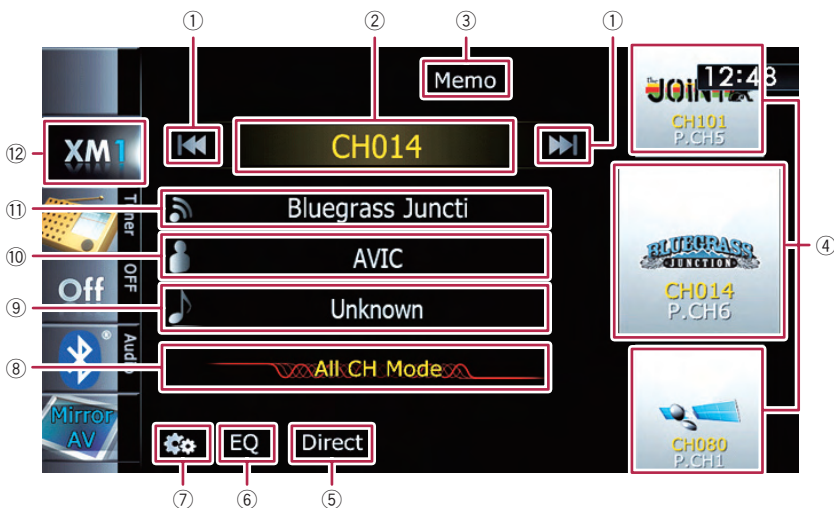 ① ② ③ ①
Memo
12:48
CH101
P.CH5
⑫ XM1
CH014
Tuner
⑪ Bluegrass Juncti
⑩ AVIC
④
BLUEGRASS
JUNCTION
CH014
P.CH6
Off
OFF
⑨ Unknown
Audio
⑧ All CH Mode
Mirror
AV
EQ
Direct
CH080
P.CH1
⑦ ⑥ ⑤